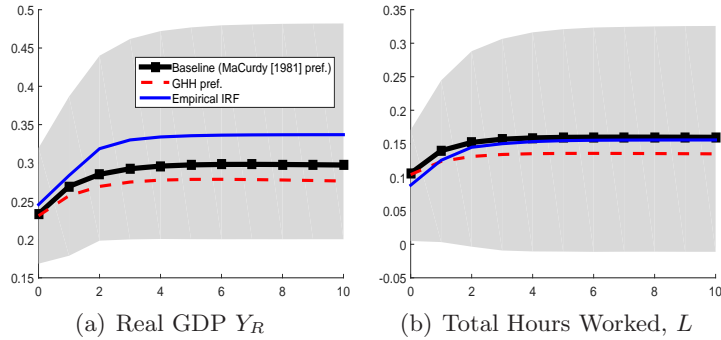 0.5
0.45
0.4
0.35
0.3
0.25
0.2
0.15
0 2 4 6 8 10
Baseline (MaCurdy [1981] pref.)
GHH pref.
Empirical IRF
(a) Real GDP Y_R
0.35
0.3
0.25
0.2
0.15
0.1
0.05
0
-0.05
0 2 4 6 8 10
(b) Total Hours Worked, L